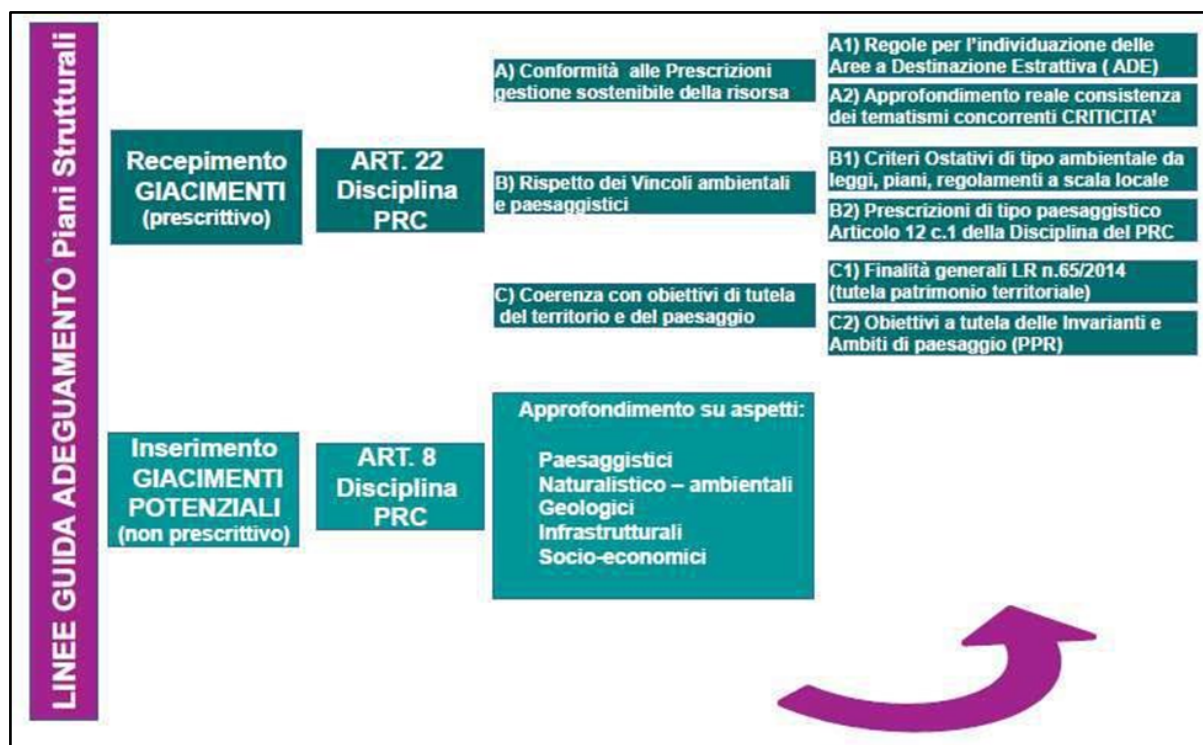 LINEE GUIDA ADEGUAMENTO Piani Strutturali
Recepimento
GIACIMENTI
(prescrittivo)
ART. 22
Disciplina
PRC
A) Conformità alle Prescrizioni
gestione sostenibile della risorsa
A1) Regole per l'individuazione delle
Aree a Destinazione Estrattiva ( ADE)
A2) Approfondimento reale consistenza
dei tematismi concorrenti CRITICITA'
B) Rispetto dei Vincoli ambientali
e paesaggistici
B1) Criteri Ostativi di tipo ambientale da
leggi, piani, regolamenti a scala locale
B2) Prescrizioni di tipo paesaggistico
Articolo 12 c.1 della Disciplina del PRC
C) Coerenza con obiettivi di tutela
del territorio e del paesaggio
C1) Finalità generali LR n.65/2014
(tutela patrimonio territoriale)
C2) Obiettivi a tutela delle Invarianti e
Ambiti di paesaggio (PPR)
Inserimento
GIACIMENTI
POTENZIALI
(non prescrittivo)
ART. 8
Disciplina
PRC
Approfondimento su aspetti:
Paesaggistici
Naturalistico – ambientali
Geologici
Infrastrutturali
Socio-economici